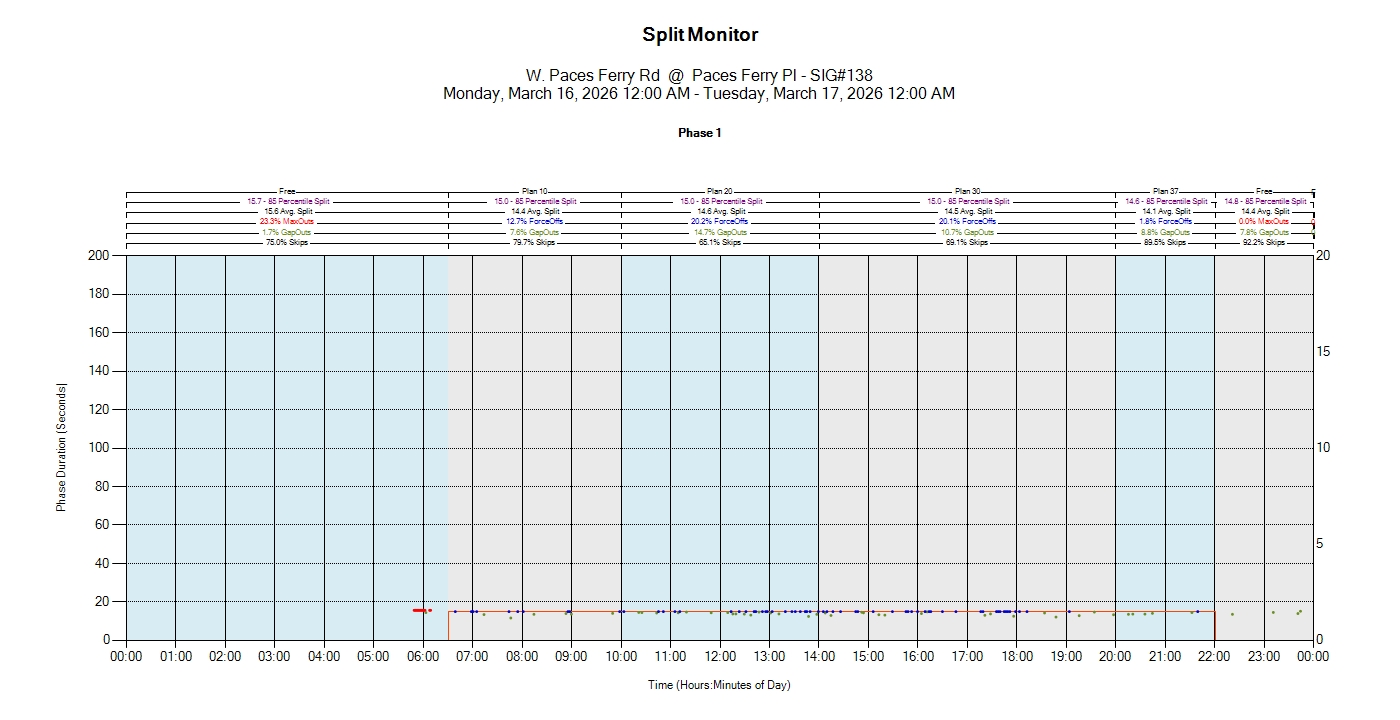 Split Monitor
W. Paces Ferry Rd @ Paces Ferry Pl - SIG#138
Monday, March 16, 2026 12:00 AM - Tuesday, March 17, 2026 12:00 AM
Phase 1
Free Plan 10 Plan 20 Plan 30 Plan 37 Free F
15.7 - 85 Percentile Split 15.0 - 85 Percentile Split 15.0 - 85 Percentile Split 15.0 - 85 Percentile Split 14.6 - 85 Percentile Split 14.8 - 85 Percentile Split
15.6 Avg. Split 14.4 Avg. Split 14.6 Avg. Split 14.5 Avg. Split 14.1 Avg. Split 14.4 Avg. Split
23.3% MaxOuts 12.7% ForceOffs 20.2% ForceOffs 20.1% ForceOffs 1.8% ForceOffs 0.0% MaxOuts
1.7% GapOuts 7.6% GapOuts 14.7% GapOuts 10.7% GapOuts 8.8% GapOuts 7.8% GapOuts
75.0% Skips 79.7% Skips 65.1% Skips 69.1% Skips 89.5% Skips 92.2% Skips
200 20
180
160
15
140
120
100 10
80
60
5
40
20
0 0
Phase Duration (Seconds)
00:00 01:00 02:00 03:00 04:00 05:00 06:00 07:00 08:00 09:00 10:00 11:00 12:00 13:00 14:00 15:00 16:00 17:00 18:00 19:00 20:00 21:00 22:00 23:00 00:00
Time (Hours:Minutes of Day)